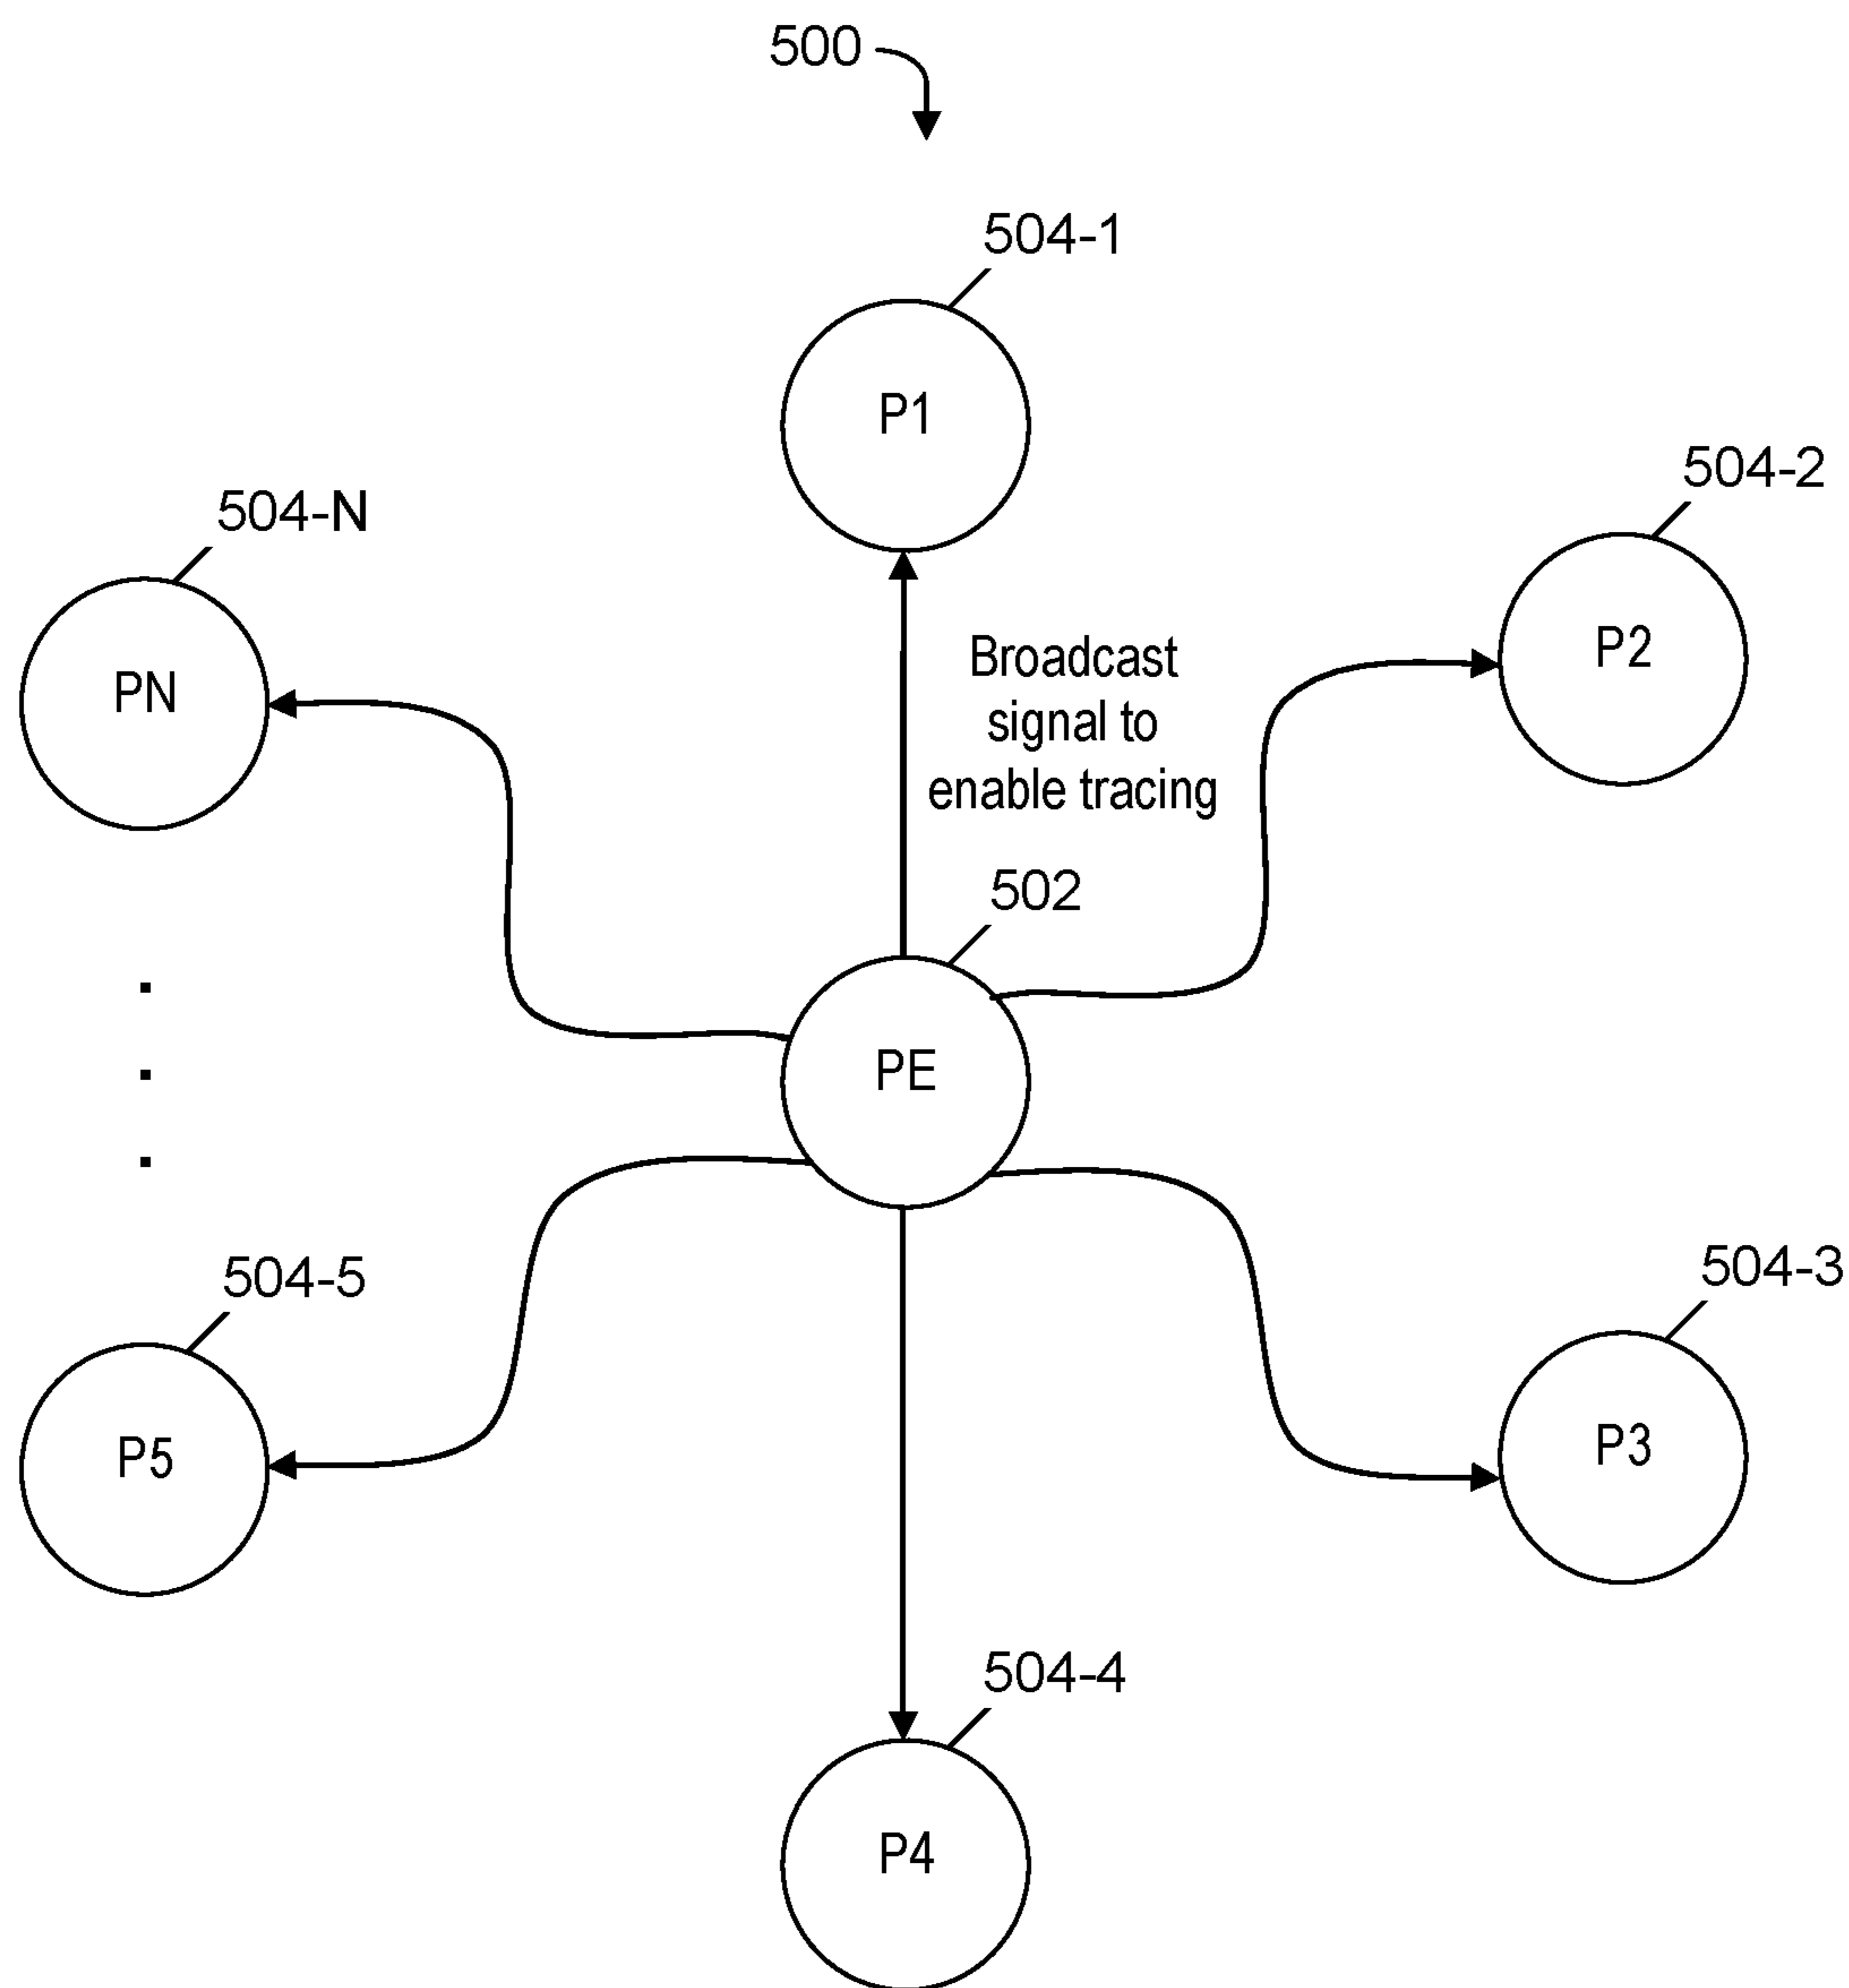 500
504-1
P1
504-2
P2
504-N
PN
Broadcast
signal to
enable tracing
502
PE
504-5
P5
504-3
P3
504-4
P4